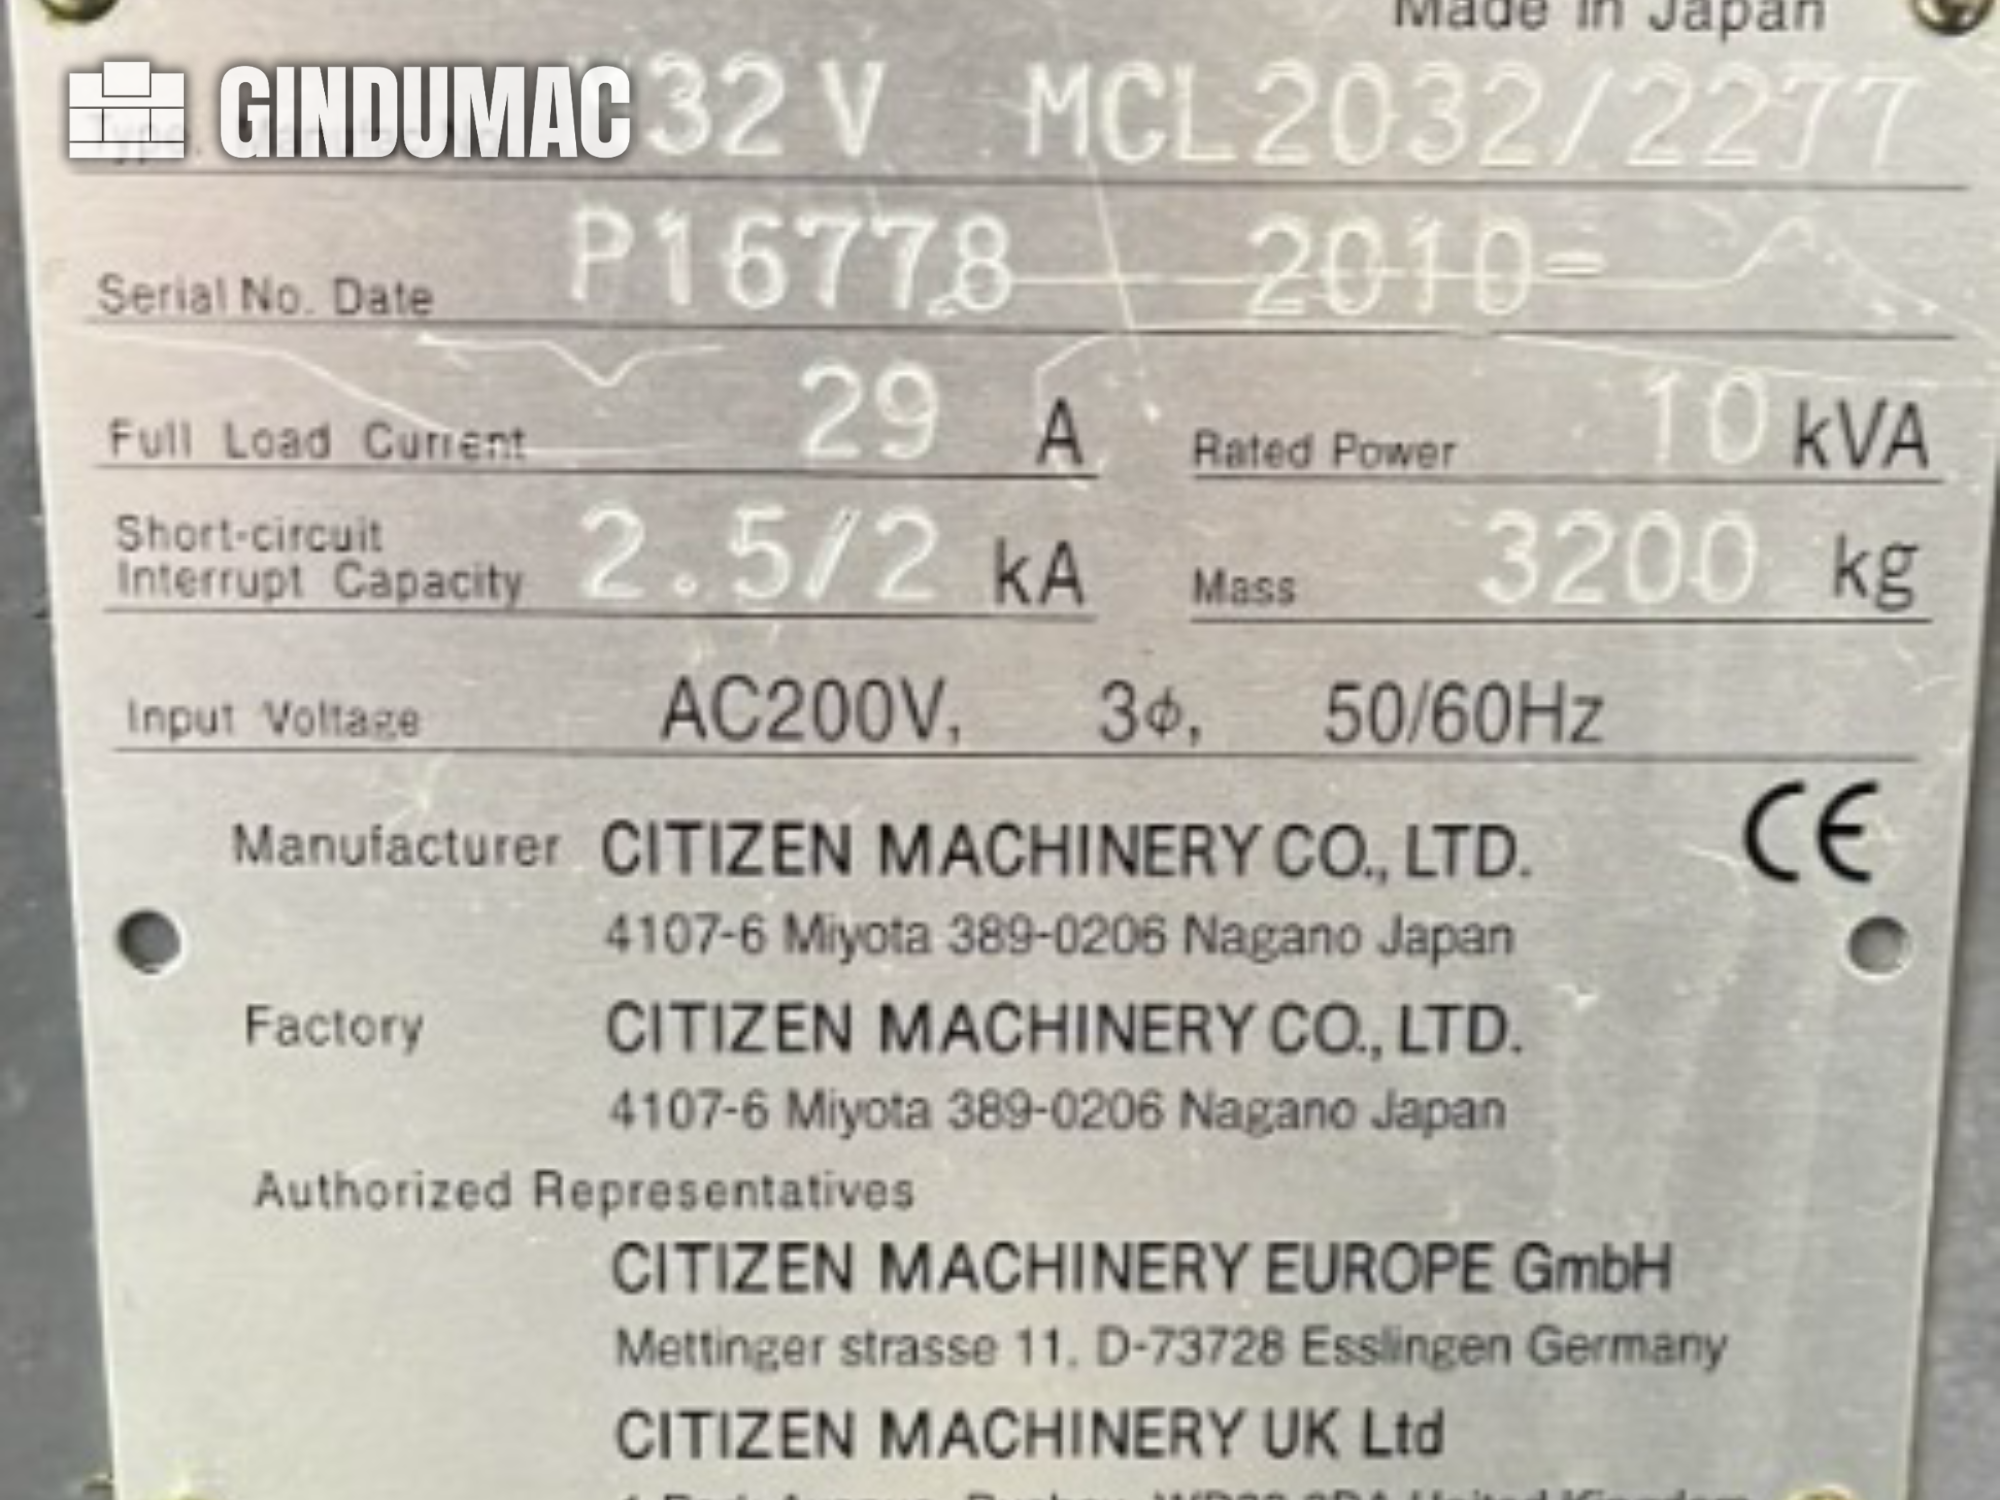 Made in Japan
GINDUMAC
32 V MCL2032/2277
Serial No. Date P16778 2010-
Full Load Current 29 A Rated Power 10 kVA
Short-circuit
Interrupt Capacity 2.5/2 kA Mass 3200 kg
Input Voltage AC200V, 3φ, 50/60Hz
CE
Manufacturer CITIZEN MACHINERY CO., LTD.
4107-6 Miyota 389-0206 Nagano Japan
Factory CITIZEN MACHINERY CO., LTD.
4107-6 Miyota 389-0206 Nagano Japan
Authorized Representatives
CITIZEN MACHINERY EUROPE GmbH
Mettinger strasse 11, D-73728 Esslingen Germany
CITIZEN MACHINERY UK Ltd